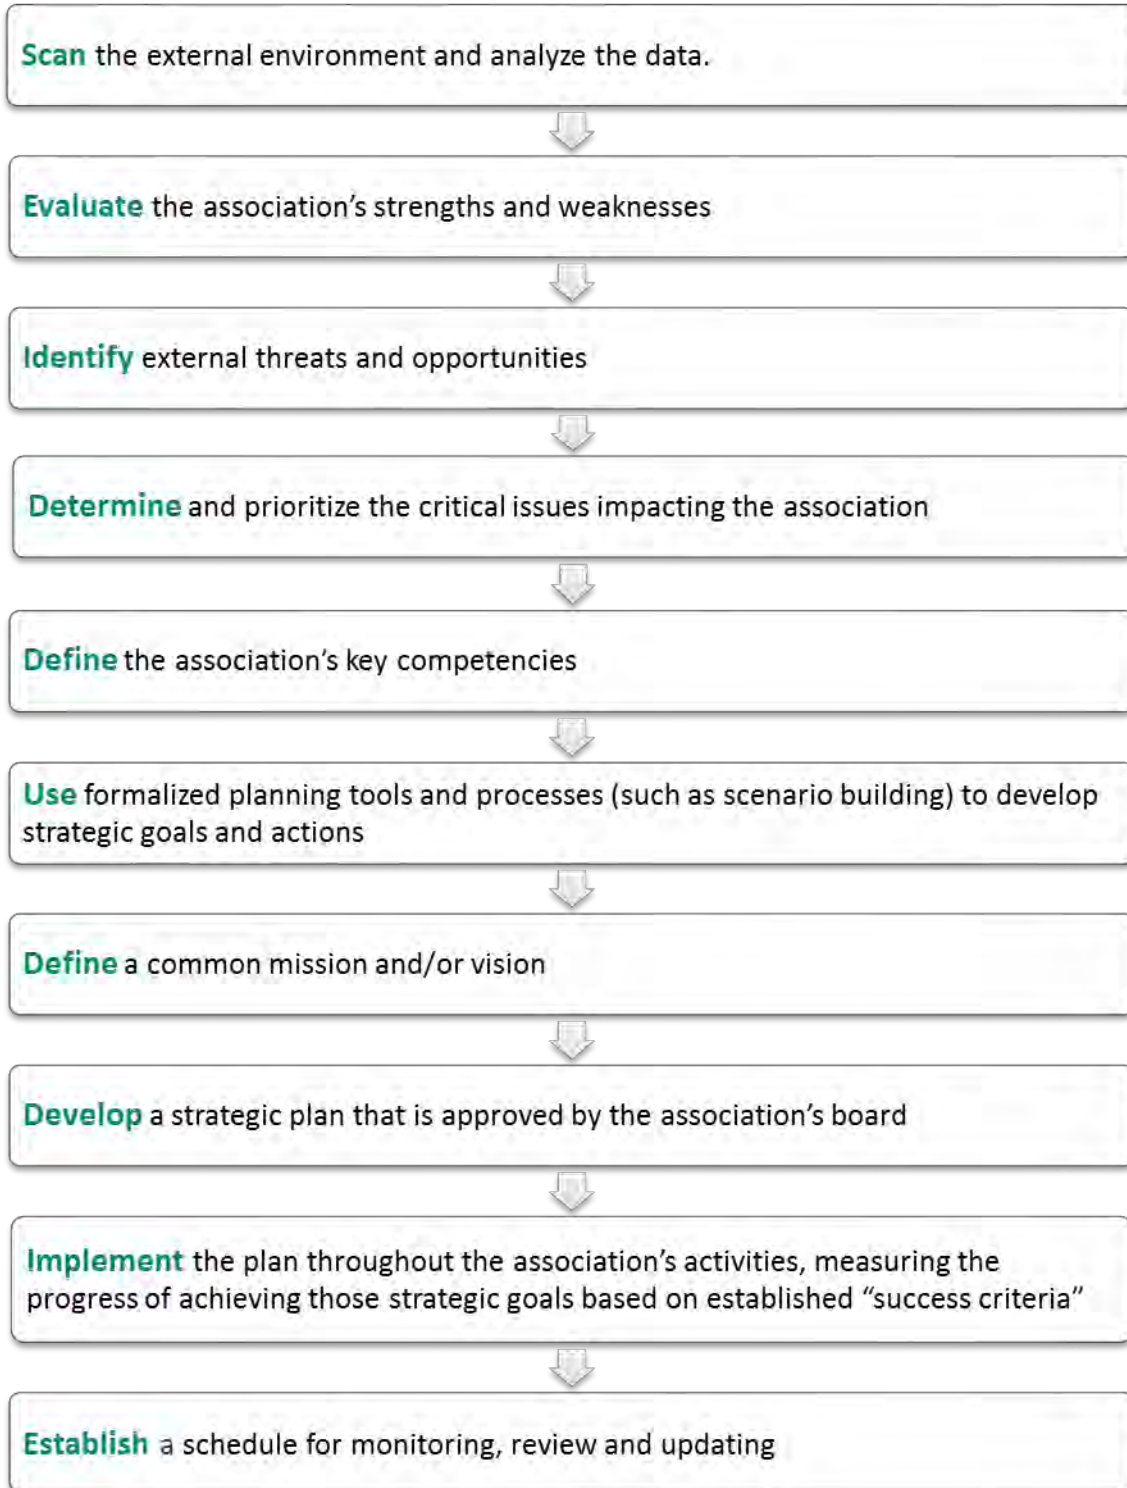 Scan the external environment and analyze the data.
Evaluate the association’s strengths and weaknesses
Identify external threats and opportunities
Determine and prioritize the critical issues impacting the association
Define the association’s key competencies
Use formalized planning tools and processes (such as scenario building) to develop
strategic goals and actions
Define a common mission and/or vision
Develop a strategic plan that is approved by the association’s board
Implement the plan throughout the association’s activities, measuring the
progress of achieving those strategic goals based on established “success criteria”
Establish a schedule for monitoring, review and updating